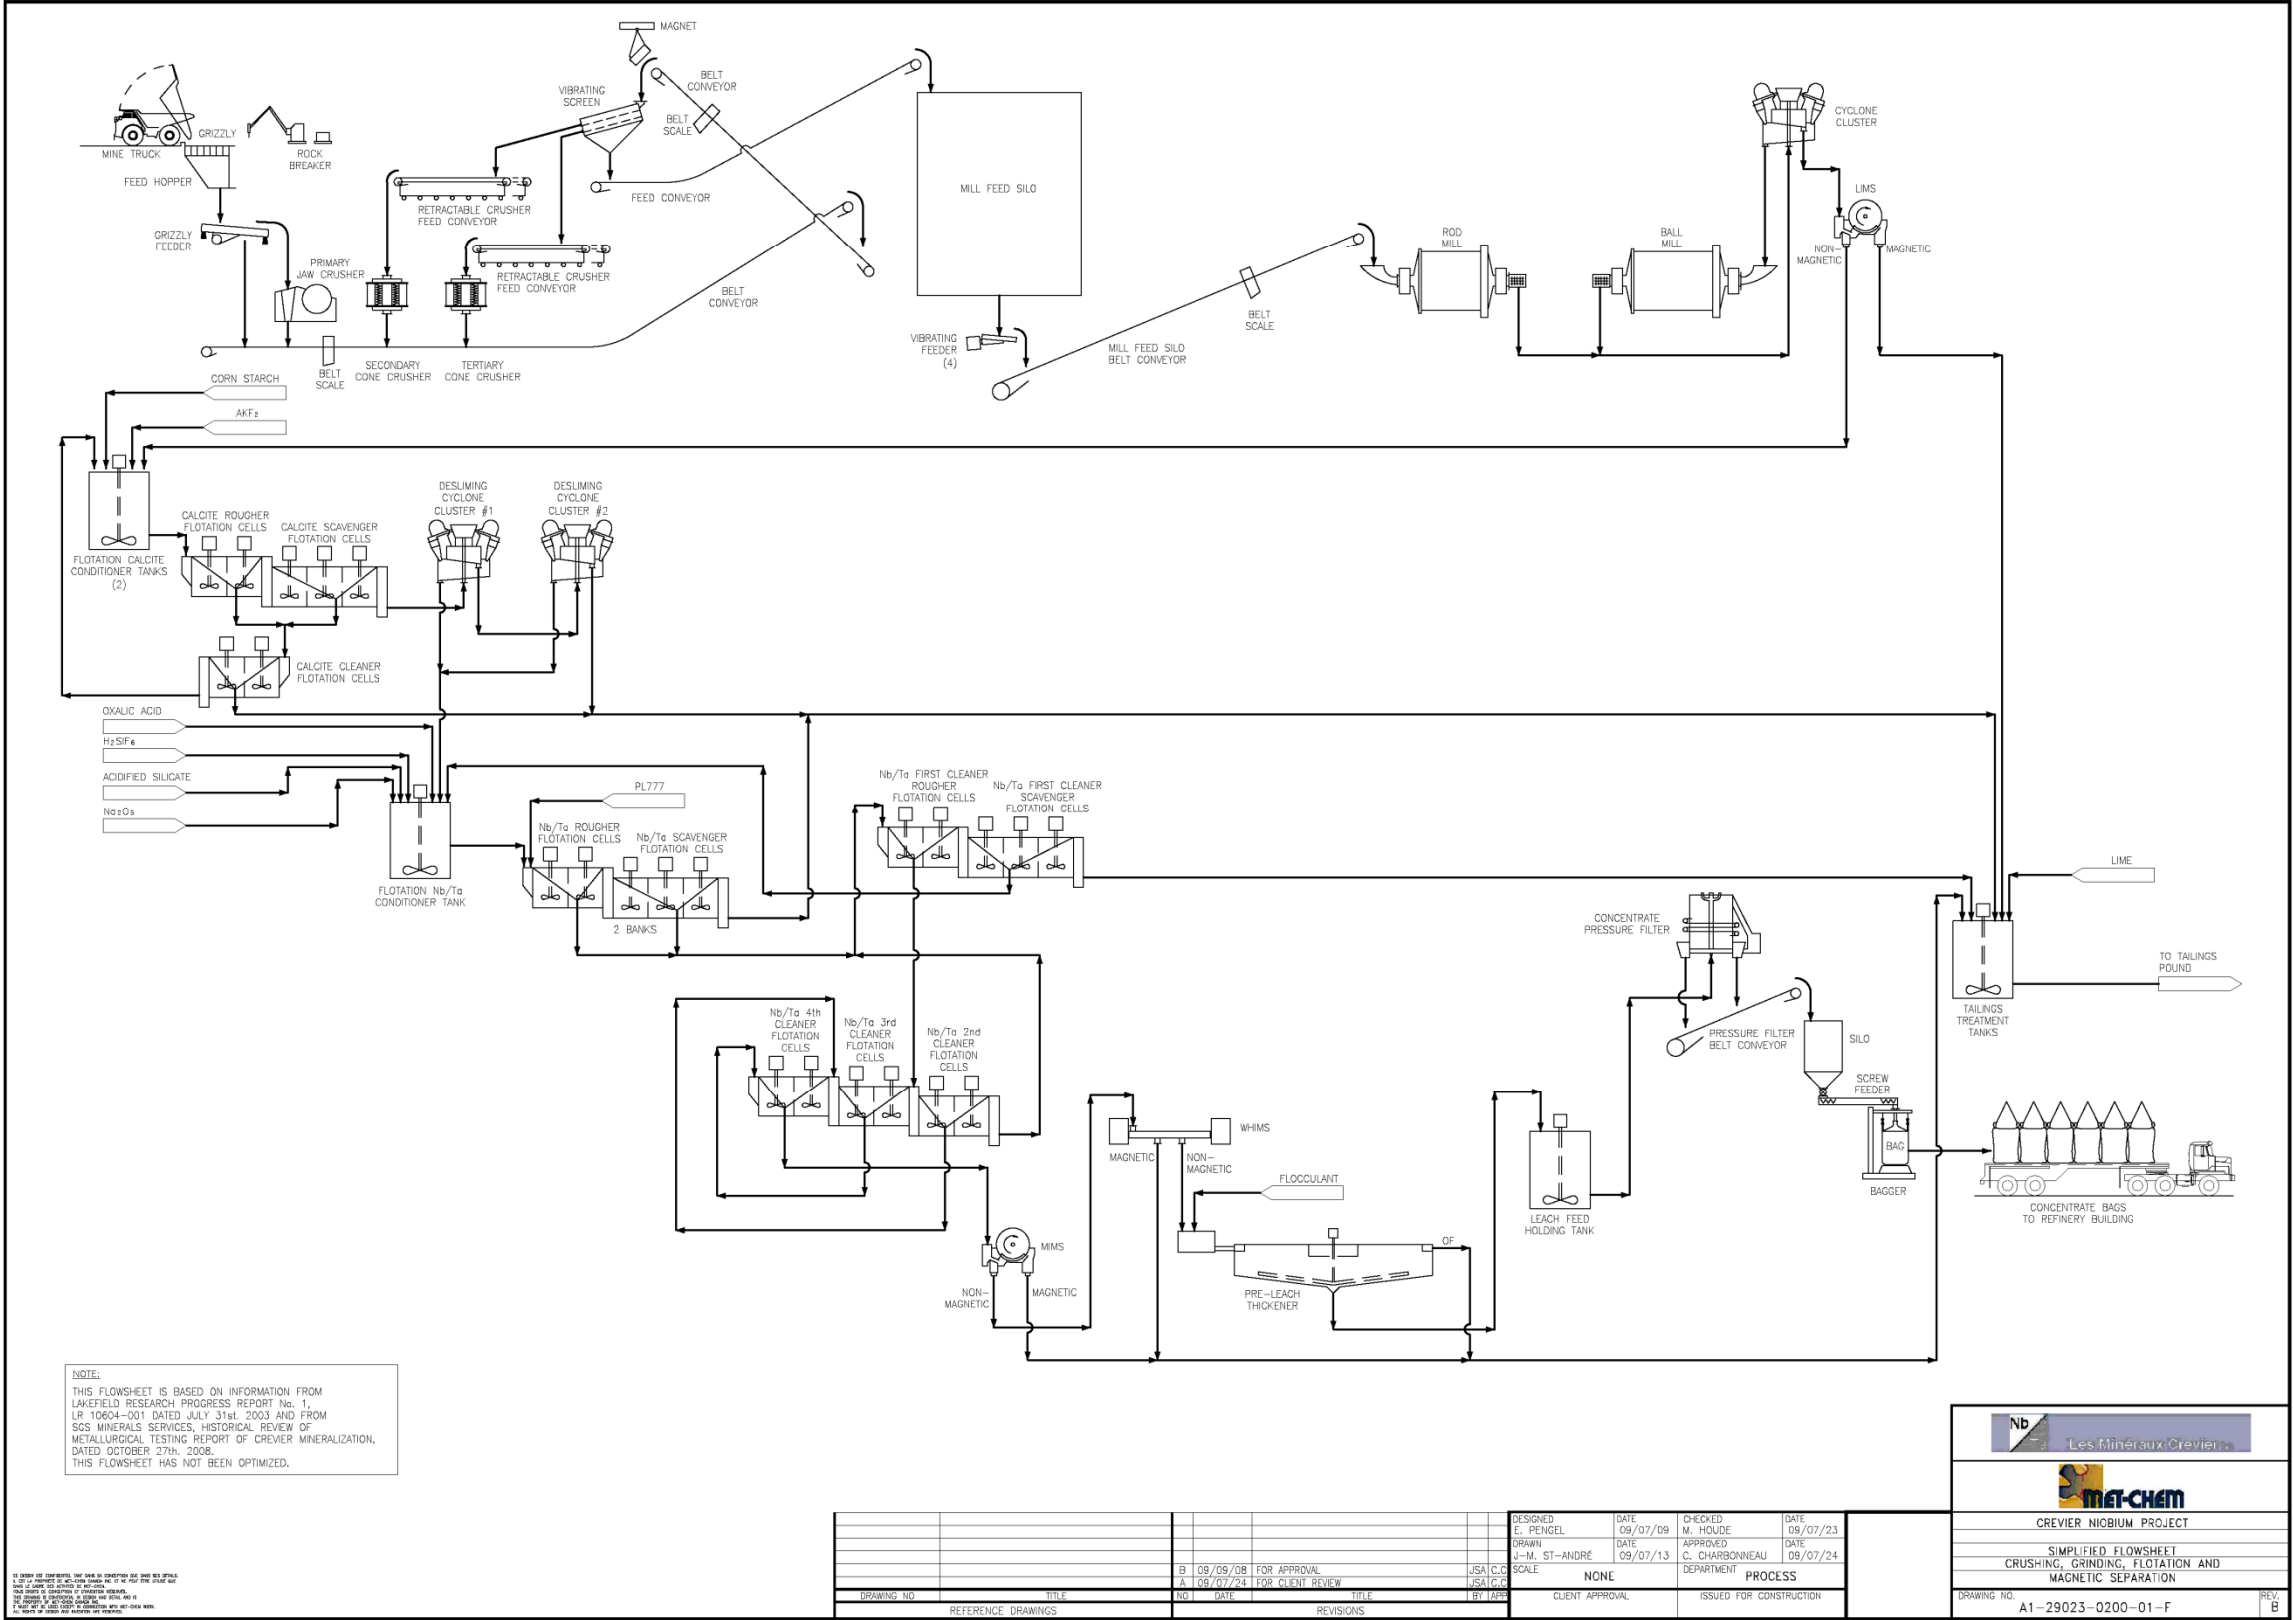 MAGNET
BELT
CONVEYOR
VIBRATING
SCREEN
BELT
SCALE
GRIZZLY
MINE TRUCK
ROCK
BREAKER
FEED HOPPER
RETRACTABLE CRUSHER
FEED CONVEYOR
FEED CONVEYOR
GRIZZLY
FEEDER
PRIMARY
JAW CRUSHER
RETRACTABLE CRUSHER
FEED CONVEYOR
BELT
CONVEYOR
BELT
SCALE
SECONDARY
CONE CRUSHER
TERTIARY
CONE CRUSHER
MILL FEED SILO
VIBRATING
FEEDER
(4)
MILL FEED SILO
BELT CONVEYOR
BELT
SCALE
ROD
MILL
BALL
MILL
CYCLONE
CLUSTER
LIMS
NON-
MAGNETIC
MAGNETIC
CORN STARCH
AKF2
FLOTATION CALCITE
CONDITIONER TANKS
(2)
CALCITE ROUGHER
FLOTATION CELLS
CALCITE SCAVENGER
FLOTATION CELLS
DESLIMING
CYCLONE
CLUSTER #1
DESLIMING
CYCLONE
CLUSTER #2
CALCITE CLEANER
FLOTATION CELLS
OXALIC ACID
H2SIF6
ACIDIFIED SILICATE
Na2O5
FLOTATION Nb/Ta
CONDITIONER TANK
PL777
Nb/Ta ROUGHER
FLOTATION CELLS
Nb/Ta SCAVENGER
FLOTATION CELLS
2 BANKS
Nb/Ta FIRST CLEANER
ROUGHER
FLOTATION CELLS
Nb/Ta FIRST CLEANER
SCAVENGER
FLOTATION CELLS
Nb/Ta 4th
CLEANER
FLOTATION
CELLS
Nb/Ta 3rd
CLEANER
FLOTATION
CELLS
Nb/Ta 2nd
CLEANER
FLOTATION
CELLS
MIMS
NON-
MAGNETIC
MAGNETIC
WHIMS
MAGNETIC
NON-
MAGNETIC
FLOCCULANT
OF
PRE-LEACH
THICKENER
LEACH FEED
HOLDING TANK
CONCENTRATE
PRESSURE FILTER
PRESSURE FILTER
BELT CONVEYOR
SILO
SCREW
FEEDER
BAG
BAGGER
CONCENTRATE BAGS
TO REFINERY BUILDING
LIME
TO TAILINGS
POUND
TAILINGS
TREATMENT
TANKS
NOTE:
THIS FLOWSHEET IS BASED ON INFORMATION FROM
LAKEFIELD RESEARCH PROGRESS REPORT No. 1,
LR 10604-001 DATED JULY 31st. 2003 AND FROM
SGS MINERALS SERVICES, HISTORICAL REVIEW OF
METALLURGICAL TESTING REPORT OF CREVIER MINERALIZATION,
DATED OCTOBER 27th. 2008.
THIS FLOWSHEET HAS NOT BEEN OPTIMIZED.
B 09/09/08 FOR APPROVAL JSA C.C
A 09/07/24 FOR CLIENT REVIEW JSA C.C
DRAWING NO TITLE NO DATE TITLE BY APP
REFERENCE DRAWINGS REVISIONS
DESIGNED DATE CHECKED DATE
E. PENGEL 09/07/09 M. HOUDE 09/07/23
DRAWN DATE APPROVED DATE
J-M. ST-ANDRÉ 09/07/13 C. CHARBONNEAU 09/07/24
SCALE NONE DEPARTMENT PROCESS
CLIENT APPROVAL ISSUED FOR CONSTRUCTION
Nb
Ta
Les Minéraux Crevier
MET-CHEM
CREVIER NIOBIUM PROJECT
SIMPLIFIED FLOWSHEET
CRUSHING, GRINDING, FLOTATION AND
MAGNETIC SEPARATION
DRAWING NO. REV.
A1-29023-0200-01-F B